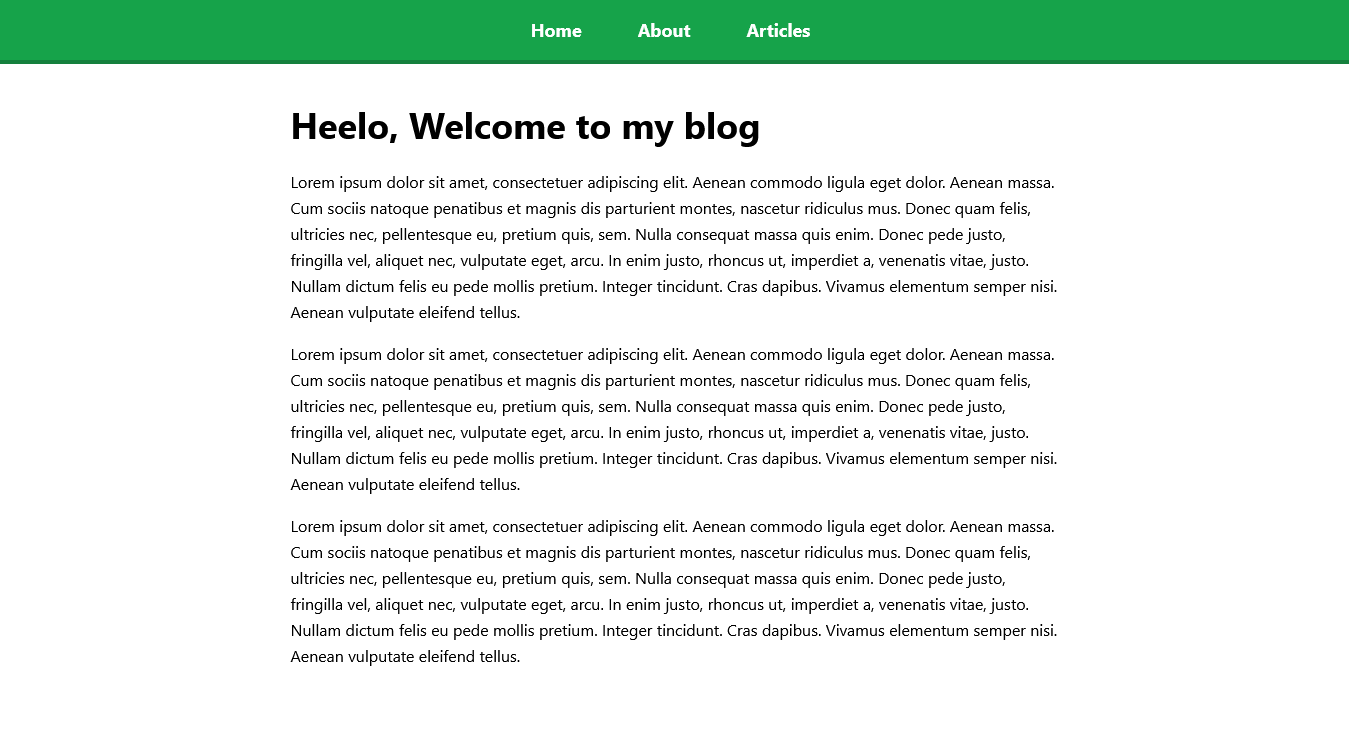 Home About Articles
Heelo, Welcome to my blog
Lorem ipsum dolor sit amet, consectetuer adipiscing elit. Aenean commodo ligula eget dolor. Aenean massa.
Cum sociis natoque penatibus et magnis dis parturient montes, nascetur ridiculus mus. Donec quam felis,
ultricies nec, pellentesque eu, pretium quis, sem. Nulla consequat massa quis enim. Donec pede justo,
fringilla vel, aliquet nec, vulputate eget, arcu. In enim justo, rhoncus ut, imperdiet a, venenatis vitae, justo.
Nullam dictum felis eu pede mollis pretium. Integer tincidunt. Cras dapibus. Vivamus elementum semper nisi.
Aenean vulputate eleifend tellus.
Lorem ipsum dolor sit amet, consectetuer adipiscing elit. Aenean commodo ligula eget dolor. Aenean massa.
Cum sociis natoque penatibus et magnis dis parturient montes, nascetur ridiculus mus. Donec quam felis,
ultricies nec, pellentesque eu, pretium quis, sem. Nulla consequat massa quis enim. Donec pede justo,
fringilla vel, aliquet nec, vulputate eget, arcu. In enim justo, rhoncus ut, imperdiet a, venenatis vitae, justo.
Nullam dictum felis eu pede mollis pretium. Integer tincidunt. Cras dapibus. Vivamus elementum semper nisi.
Aenean vulputate eleifend tellus.
Lorem ipsum dolor sit amet, consectetuer adipiscing elit. Aenean commodo ligula eget dolor. Aenean massa.
Cum sociis natoque penatibus et magnis dis parturient montes, nascetur ridiculus mus. Donec quam felis,
ultricies nec, pellentesque eu, pretium quis, sem. Nulla consequat massa quis enim. Donec pede justo,
fringilla vel, aliquet nec, vulputate eget, arcu. In enim justo, rhoncus ut, imperdiet a, venenatis vitae, justo.
Nullam dictum felis eu pede mollis pretium. Integer tincidunt. Cras dapibus. Vivamus elementum semper nisi.
Aenean vulputate eleifend tellus.